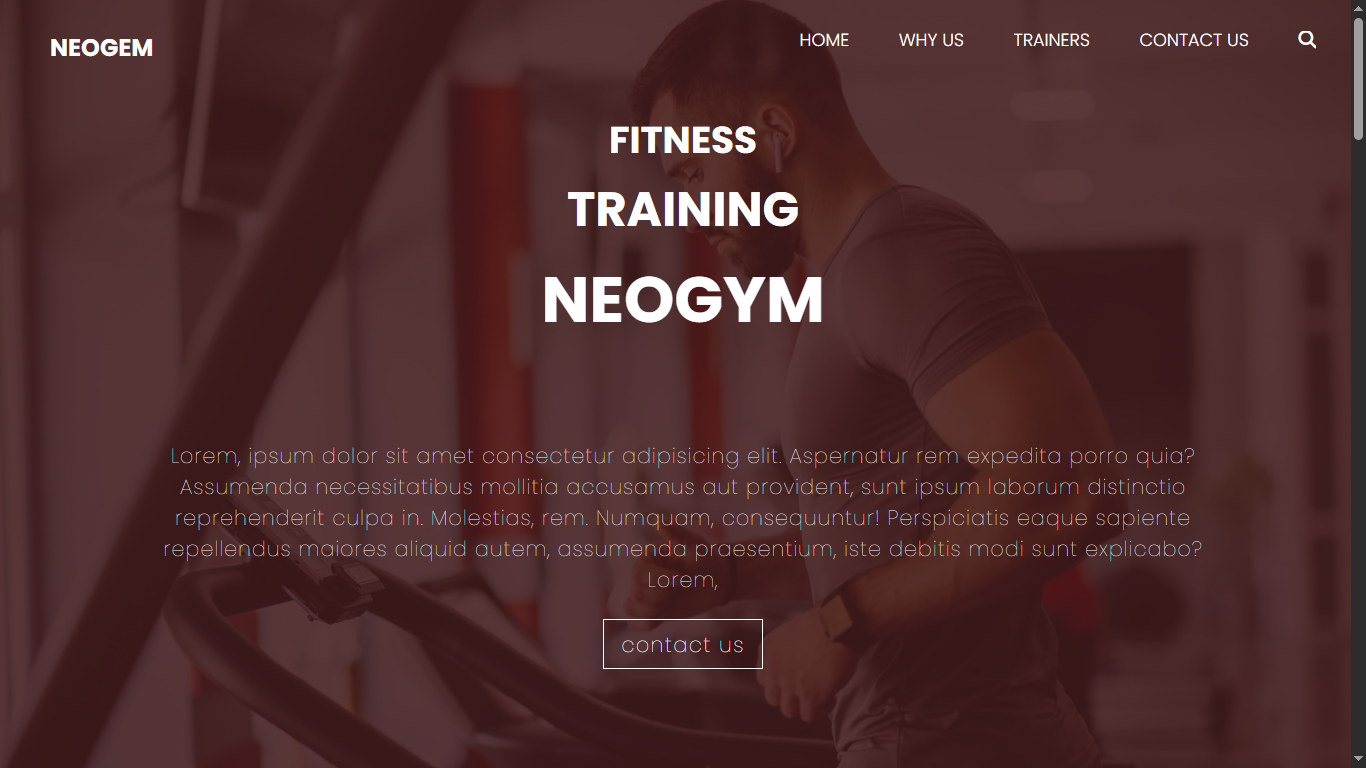 NEOGEM
HOME WHY US TRAINERS CONTACT US
FITNESS
TRAINING
NEOGYM
Lorem, ipsum dolor sit amet consectetur adipisicing elit. Aspernatur rem expedita porro quia?
Assumenda necessitatibus mollitia accusamus aut provident, sunt ipsum laborum distinctio
reprehenderit culpa in. Molestias, rem. Numquam, consequuntur! Perspiciatis eaque sapiente
repellendus maiores aliquid autem, assumenda praesentium, iste debitis modi sunt explicabo?
Lorem,
contact us